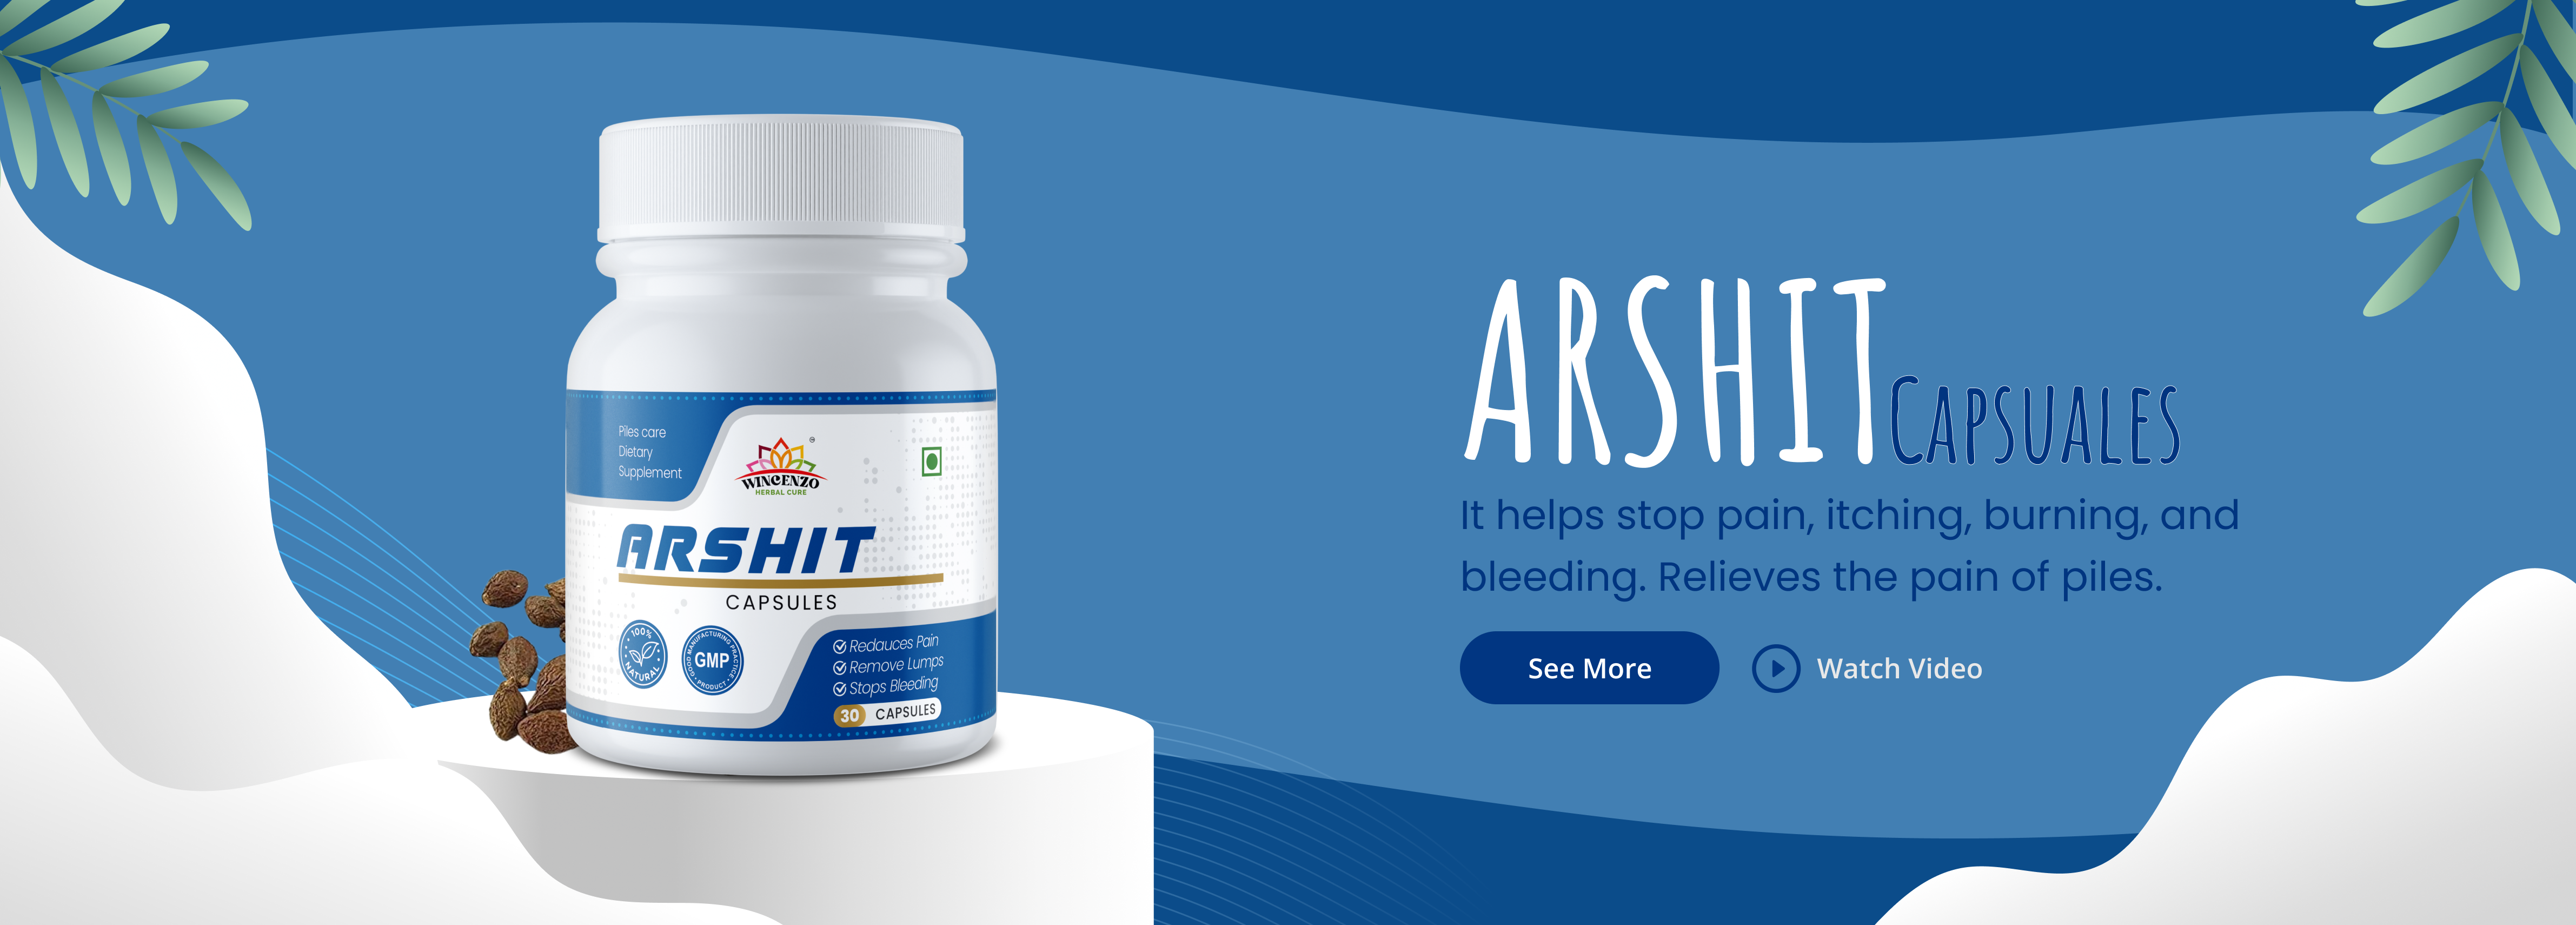 Piles care
Dietary
Supplement
WINCENZO
HERBAL CURE
ARSHIT
CAPSULES
100%
NATURAL
GOOD MANUFACTURING PRACTICE
GMP
PRODUCT
Redauces Pain
Remove Lumps
Stops Bleeding
30 CAPSULES
ARSHIT CAPSUALES
It helps stop pain, itching, burning, and
bleeding. Relieves the pain of piles.
See More
Watch Video